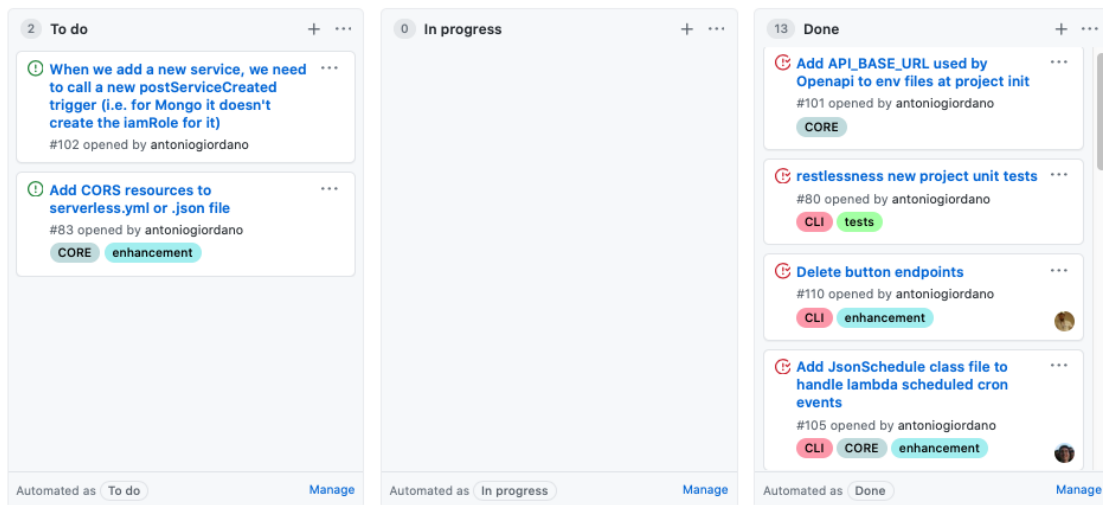 2 To do
When we add a new service, we need
to call a new postServiceCreated
trigger (i.e. for Mongo it doesn't
create the iamRole for it)
#102 opened by antoniogiordano
Add CORS resources to
serverless.yml or .json file
#83 opened by antoniogiordano
CORE enhancement
Automated as To do Manage
0 In progress
Automated as In progress Manage
13 Done
Add API_BASE_URL used by
Openapi to env files at project init
#101 opened by antoniogiordano
CORE
restlessness new project unit tests
#80 opened by antoniogiordano
CLI tests
Delete button endpoints
#110 opened by antoniogiordano
CLI enhancement
Add JsonSchedule class file to
handle lambda scheduled cron
events
#105 opened by antoniogiordano
CLI CORE enhancement
Automated as Done Manage